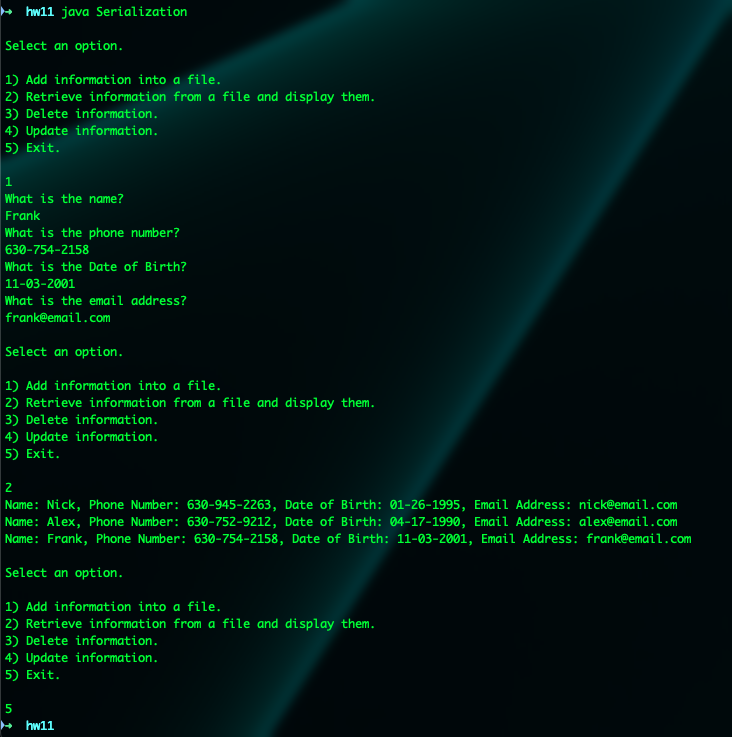 → hw11 java Serialization
Select an option.
1) Add information into a file.
2) Retrieve information from a file and display them.
3) Delete information.
4) Update information.
5) Exit.
1
What is the name?
Frank
What is the phone number?
630-754-2158
What is the Date of Birth?
11-03-2001
What is the email address?
frank@email.com
Select an option.
1) Add information into a file.
2) Retrieve information from a file and display them.
3) Delete information.
4) Update information.
5) Exit.
2
Name: Nick, Phone Number: 630-945-2263, Date of Birth: 01-26-1995, Email Address: nick@email.com
Name: Alex, Phone Number: 630-752-9212, Date of Birth: 04-17-1990, Email Address: alex@email.com
Name: Frank, Phone Number: 630-754-2158, Date of Birth: 11-03-2001, Email Address: frank@email.com
Select an option.
1) Add information into a file.
2) Retrieve information from a file and display them.
3) Delete information.
4) Update information.
5) Exit.
5
→ hw11